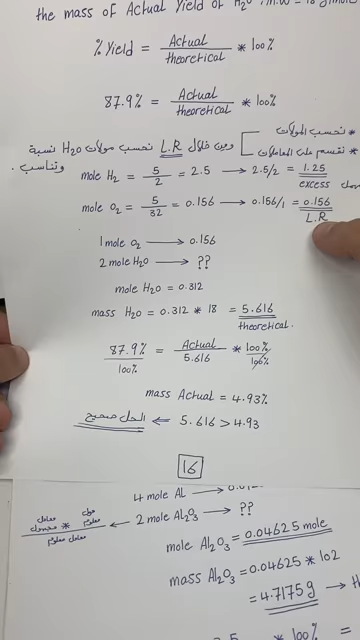 the mass of Actual Yield of H₂O
% Yield = Actual / theoretical * 100%
87.9% = Actual / theoretical * 100%
* نحسب المولات
ومن خلال L.R نحسب مولات H₂O نسبة
* نقسم على المعاملات
وتناسب .
mole H₂ = 5/2 = 2.5 → 2.5/2 = 1.25
excess
mole O₂ = 5/32 = 0.156 → 0.156/1 = 0.156
L.R
1 mole O₂ → 0.156
2 mole H₂O → ??
mole H₂O = 0.312
mass H₂O = 0.312 * 18 = 5.616
theoretical.
87.9% / 100% = Actual / 5.616 * 100% / 100%
mass Actual = 4.93%
الحل صحيح ⇐ 5.616 > 4.93
16
4 mole Al →
2 mole Al₂O₃ → ??
mole Al₂O₃ = 0.04625 mole
mass Al₂O₃ = 0.04625 * 102
= 4.7175g →
* 100% =